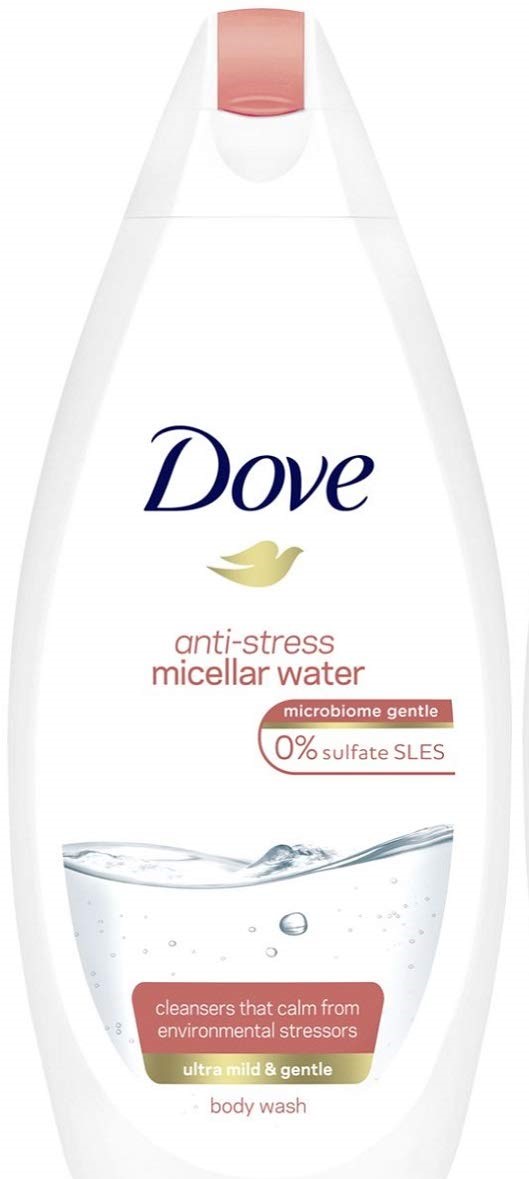 Dove
anti-stress
micellar water
microbiome gentle
0% sulfate SLES
cleansers that calm from
environmental stressors
ultra mild & gentle
body wash